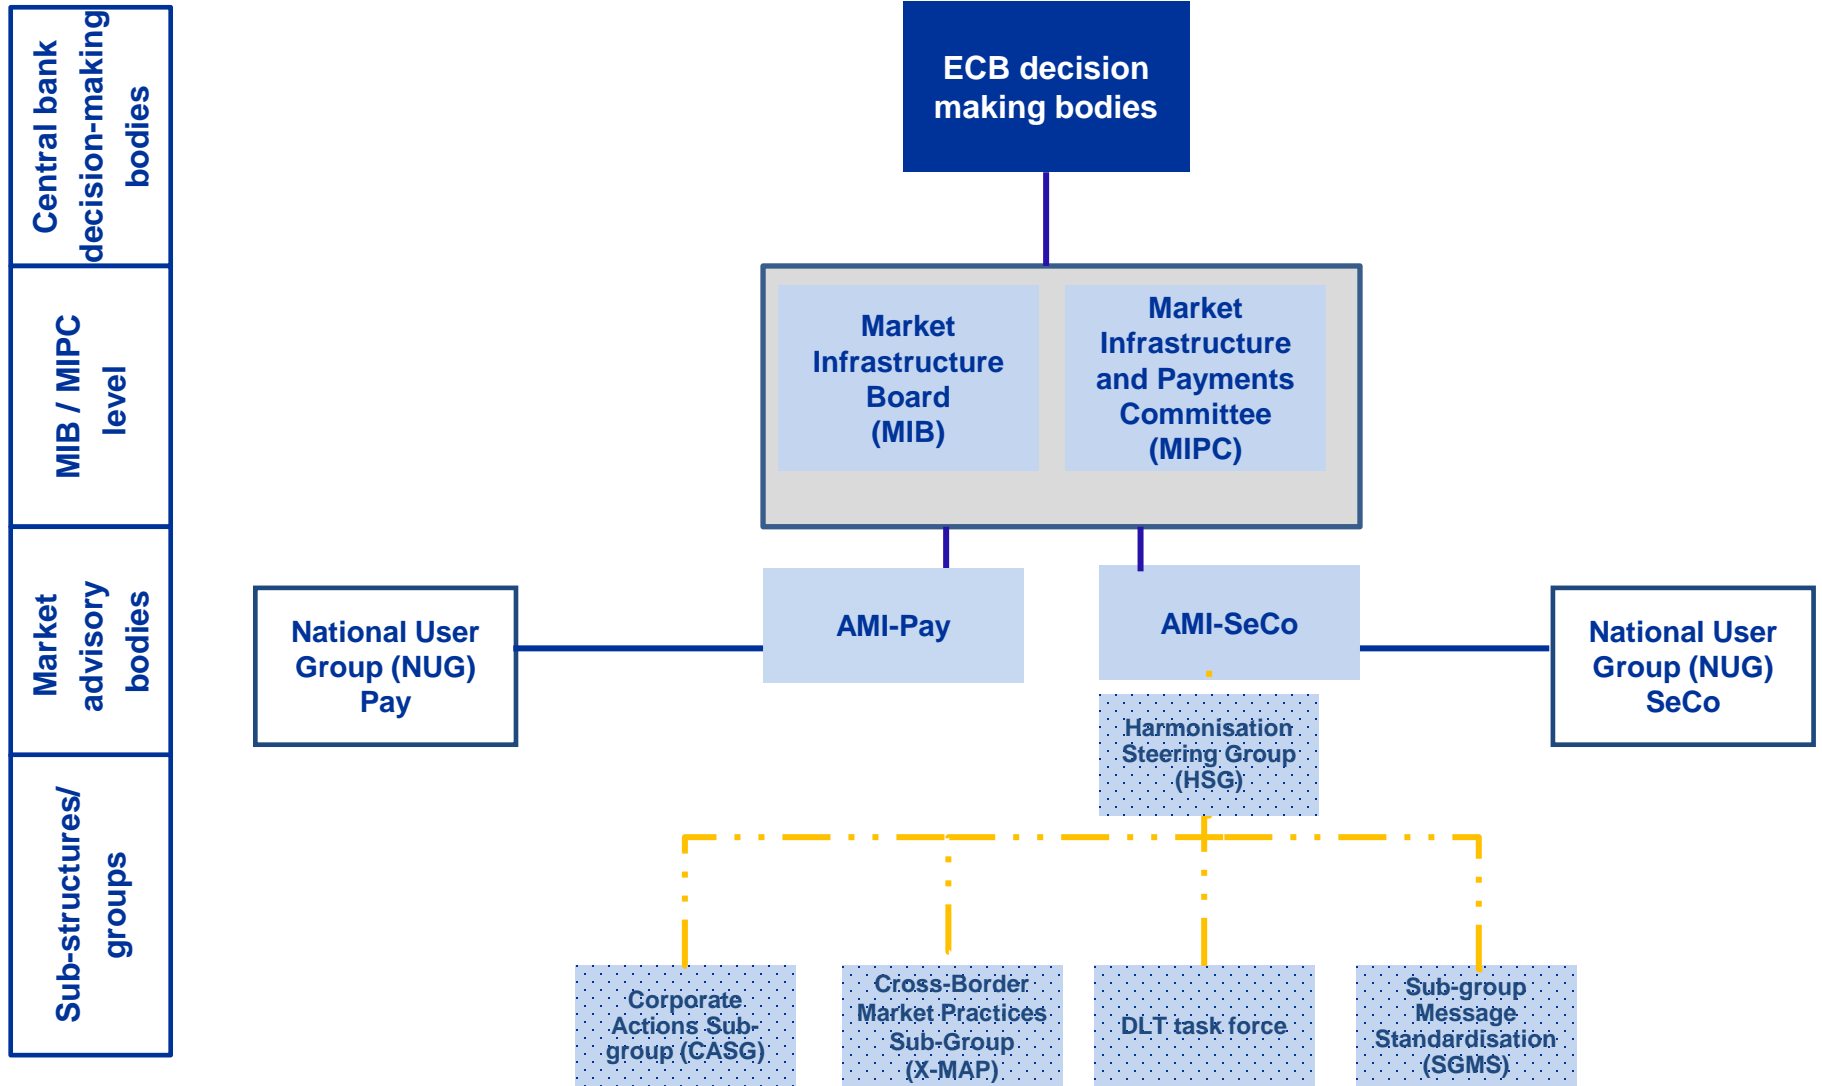 Central bank
decision-making
bodies
ECB decision
making bodies
MIB / MIPC
level
Market
Infrastructure
Board
(MIB)
Market
Infrastructure
and Payments
Committee
(MIPC)
Market
advisory
bodies
National User
Group (NUG)
Pay
AMI-Pay
AMI-SeCo
National User
Group (NUG)
SeCo
Harmonisation
Steering Group
(HSG)
Sub-structures/
groups
Corporate
Actions Sub-
group (CASG)
Cross-Border
Market Practices
Sub-Group
(X-MAP)
DLT task force
Sub-group
Message
Standardisation
(SGMS)